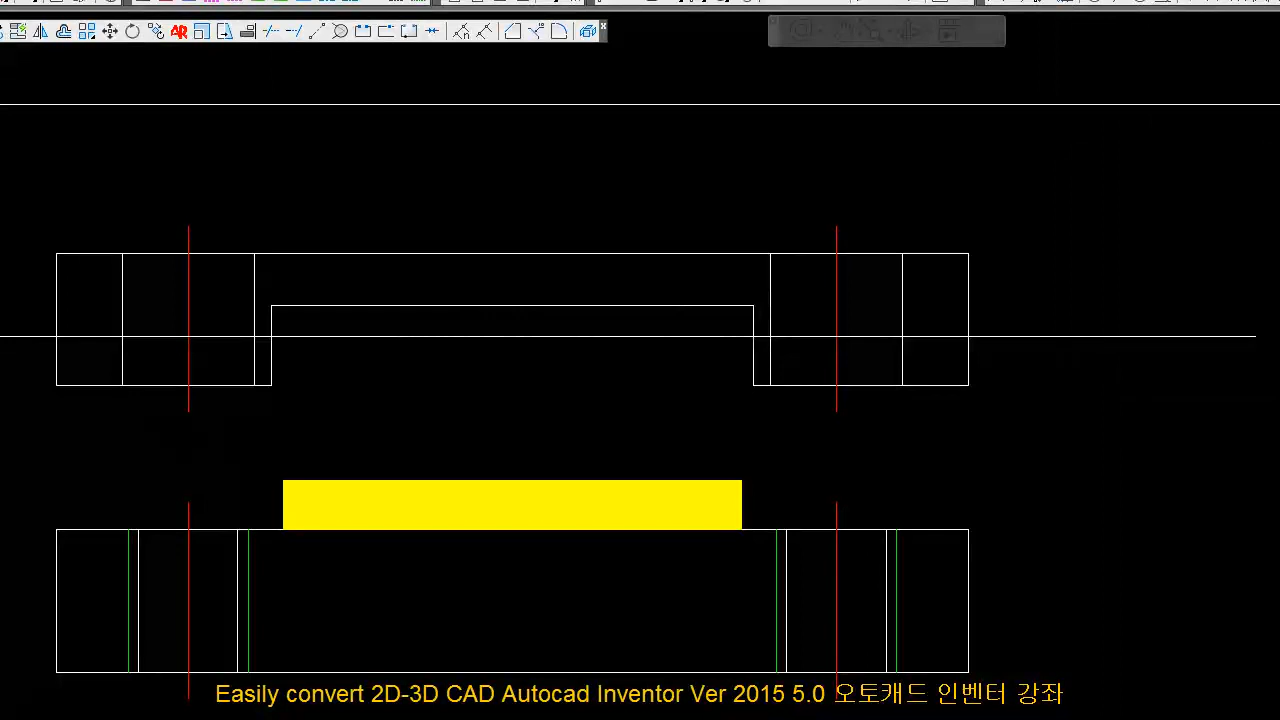 AR
Easily convert 2D-3D CAD Autocad Inventor Ver 2015 5.0 오토캐드 인벤터 강좌